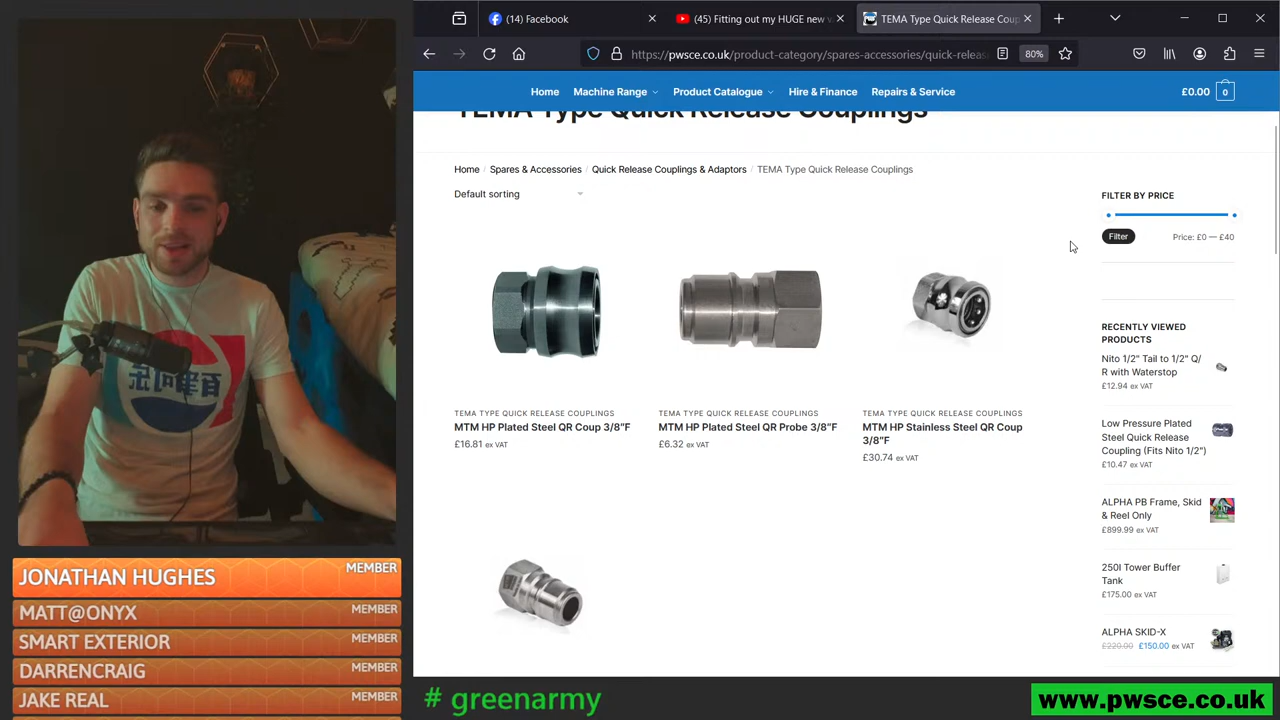 (14) Facebook
(45) Fitting out my HUGE new v
TEMA Type Quick Release Coup
https://pwsce.co.uk/product-category/spares-accessories/quick-releas
80%
Home
Machine Range
Product Catalogue
Hire & Finance
Repairs & Service
£0.00
0
TEMA Type Quick Release Couplings
Home / Spares & Accessories / Quick Release Couplings & Adaptors / TEMA Type Quick Release Couplings
Default sorting
TEMA TYPE QUICK RELEASE COUPLINGS
MTM HP Plated Steel QR Coup 3/8"F
£16.81 ex VAT
TEMA TYPE QUICK RELEASE COUPLINGS
MTM HP Plated Steel QR Probe 3/8"F
£6.32 ex VAT
TEMA TYPE QUICK RELEASE COUPLINGS
MTM HP Stainless Steel QR Coup
3/8"F
£30.74 ex VAT
FILTER BY PRICE
Filter
Price: £0 — £40
RECENTLY VIEWED
PRODUCTS
Nito 1/2" Tail to 1/2" Q/
R with Waterstop
£12.94 ex VAT
Low Pressure Plated
Steel Quick Release
Coupling (Fits Nito 1/2")
£10.47 ex VAT
ALPHA PB Frame, Skid
& Reel Only
£899.99 ex VAT
250l Tower Buffer
Tank
£175.00 ex VAT
ALPHA SKID-X
£220.00 £150.00 ex VAT
JONATHAN HUGHES MEMBER
MATT@ONYX MEMBER
SMART EXTERIOR MEMBER
DARRENCRAIG MEMBER
JAKE REAL MEMBER
# greenarmy
www.pwsce.co.uk